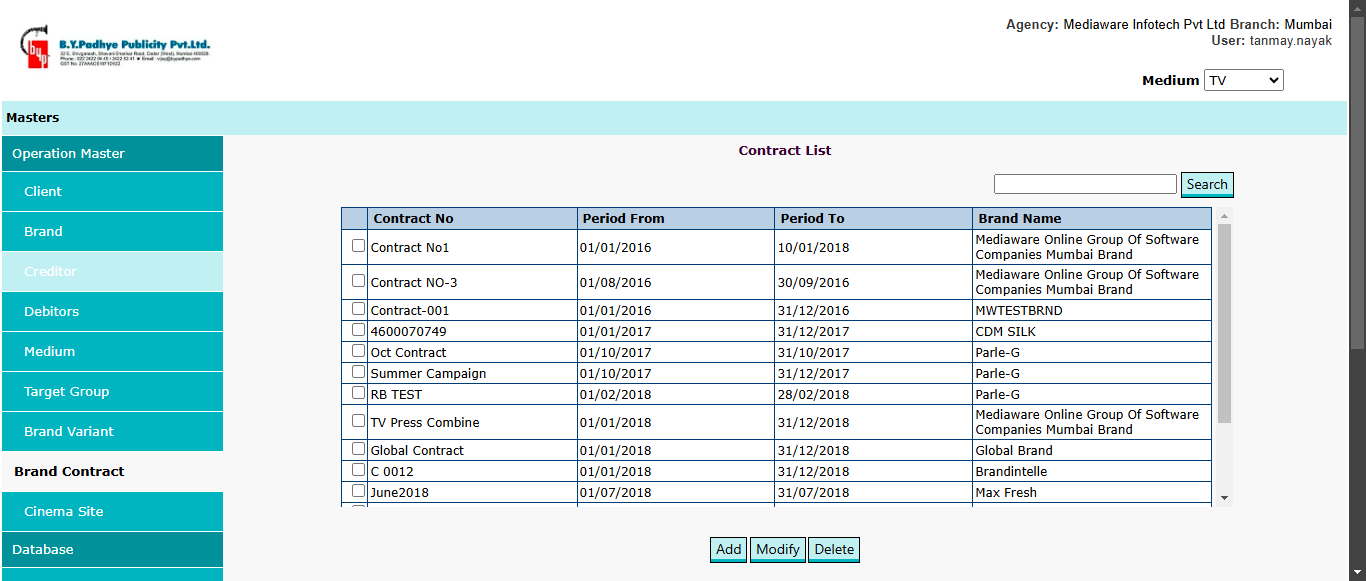 Agency: Mediaware Infotech Pvt Ltd Branch: Mumbai
User: tanmay.nayak
byp
B.Y.Padhye Publicity Pvt.Ltd.
Medium TV
Masters
Operation Master
Client
Brand
Creditor
Debitors
Medium
Target Group
Brand Variant
Brand Contract
Cinema Site
Database
Contract List
Search
Contract No Period From Period To Brand Name
Contract No1 01/01/2016 10/01/2018 Mediaware Online Group Of Software
Companies Mumbai Brand
Contract NO-3 01/08/2016 30/09/2016 Mediaware Online Group Of Software
Companies Mumbai Brand
Contract-001 01/01/2016 31/12/2016 MWTESTBRND
4600070749 01/01/2017 31/12/2017 CDM SILK
Oct Contract 01/10/2017 31/10/2017 Parle-G
Summer Campaign 01/10/2017 31/12/2017 Parle-G
RB TEST 01/02/2018 28/02/2018 Parle-G
TV Press Combine 01/01/2018 31/12/2018 Mediaware Online Group Of Software
Companies Mumbai Brand
Global Contract 01/01/2018 31/12/2018 Global Brand
C 0012 01/01/2018 31/12/2018 Brandintelle
June2018 01/07/2018 31/07/2018 Max Fresh
Add Modify Delete